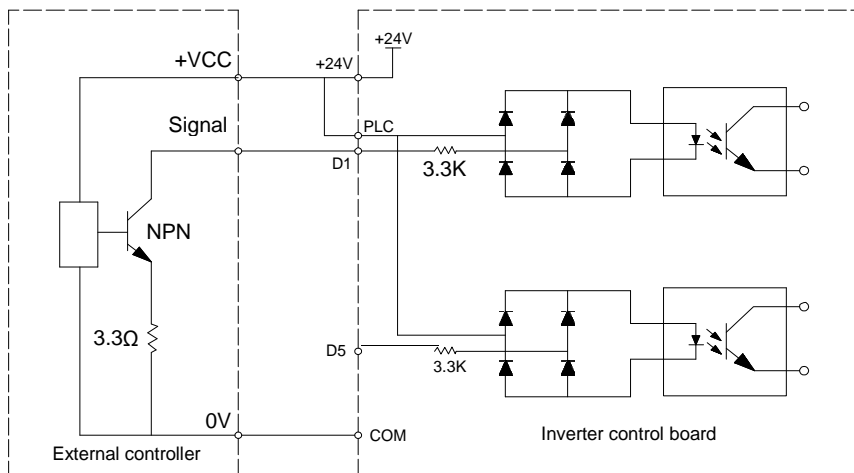 +24V
+VCC
+24V
Signal
PLC
D1
3.3K
NPN
3.3Ω
D5
3.3K
0V
COM
External controller
Inverter control board